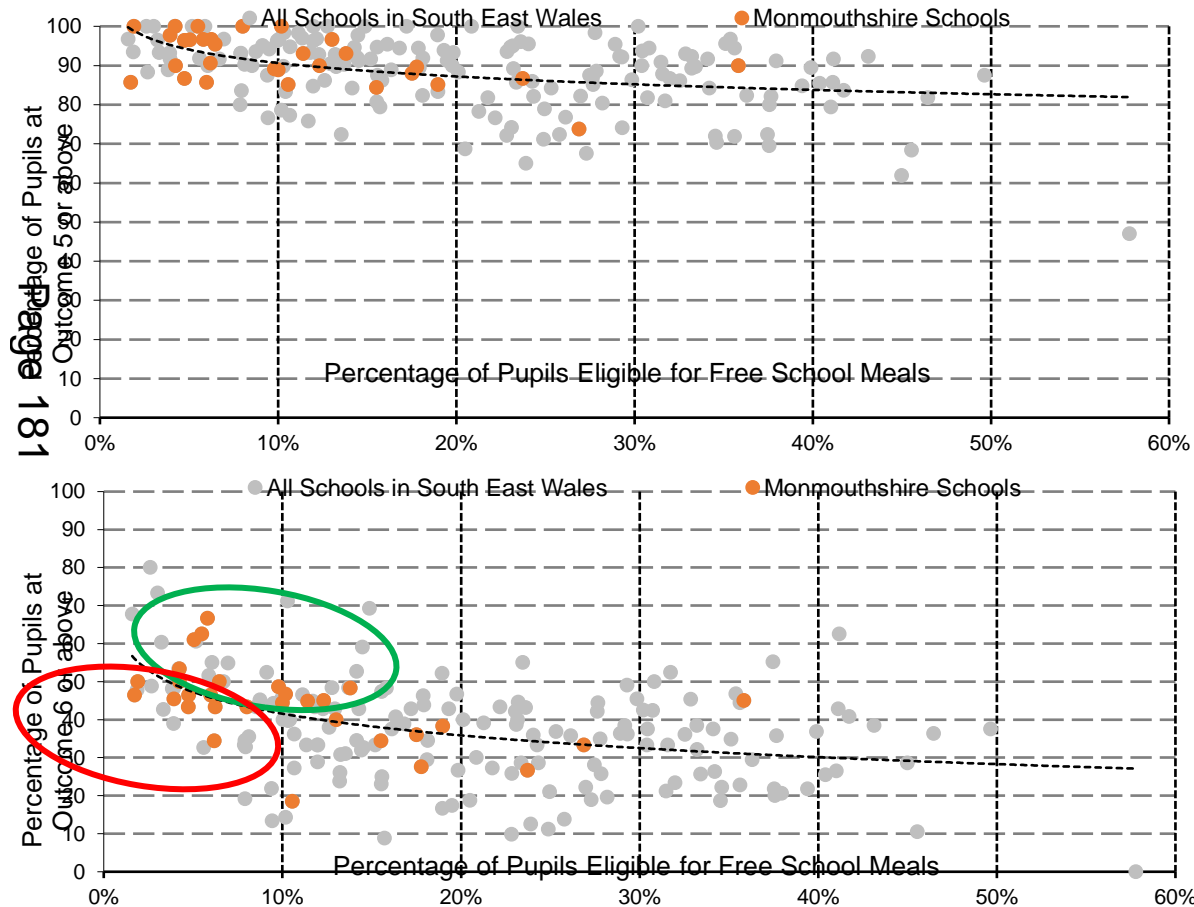 All Schools in South East Wales
Monmouthshire Schools
100
90
80
70
60
50
40
30
20
10
0
Percentage of Pupils at
Outcome 5 or above
Percentage of Pupils Eligible for Free School Meals
0% 10% 20% 30% 40% 50% 60%
Page 181
All Schools in South East Wales
Monmouthshire Schools
100
90
80
70
60
50
40
30
20
10
0
Percentage of Pupils at
Outcome 6 or above
Percentage of Pupils Eligible for Free School Meals
0% 10% 20% 30% 40% 50% 60%